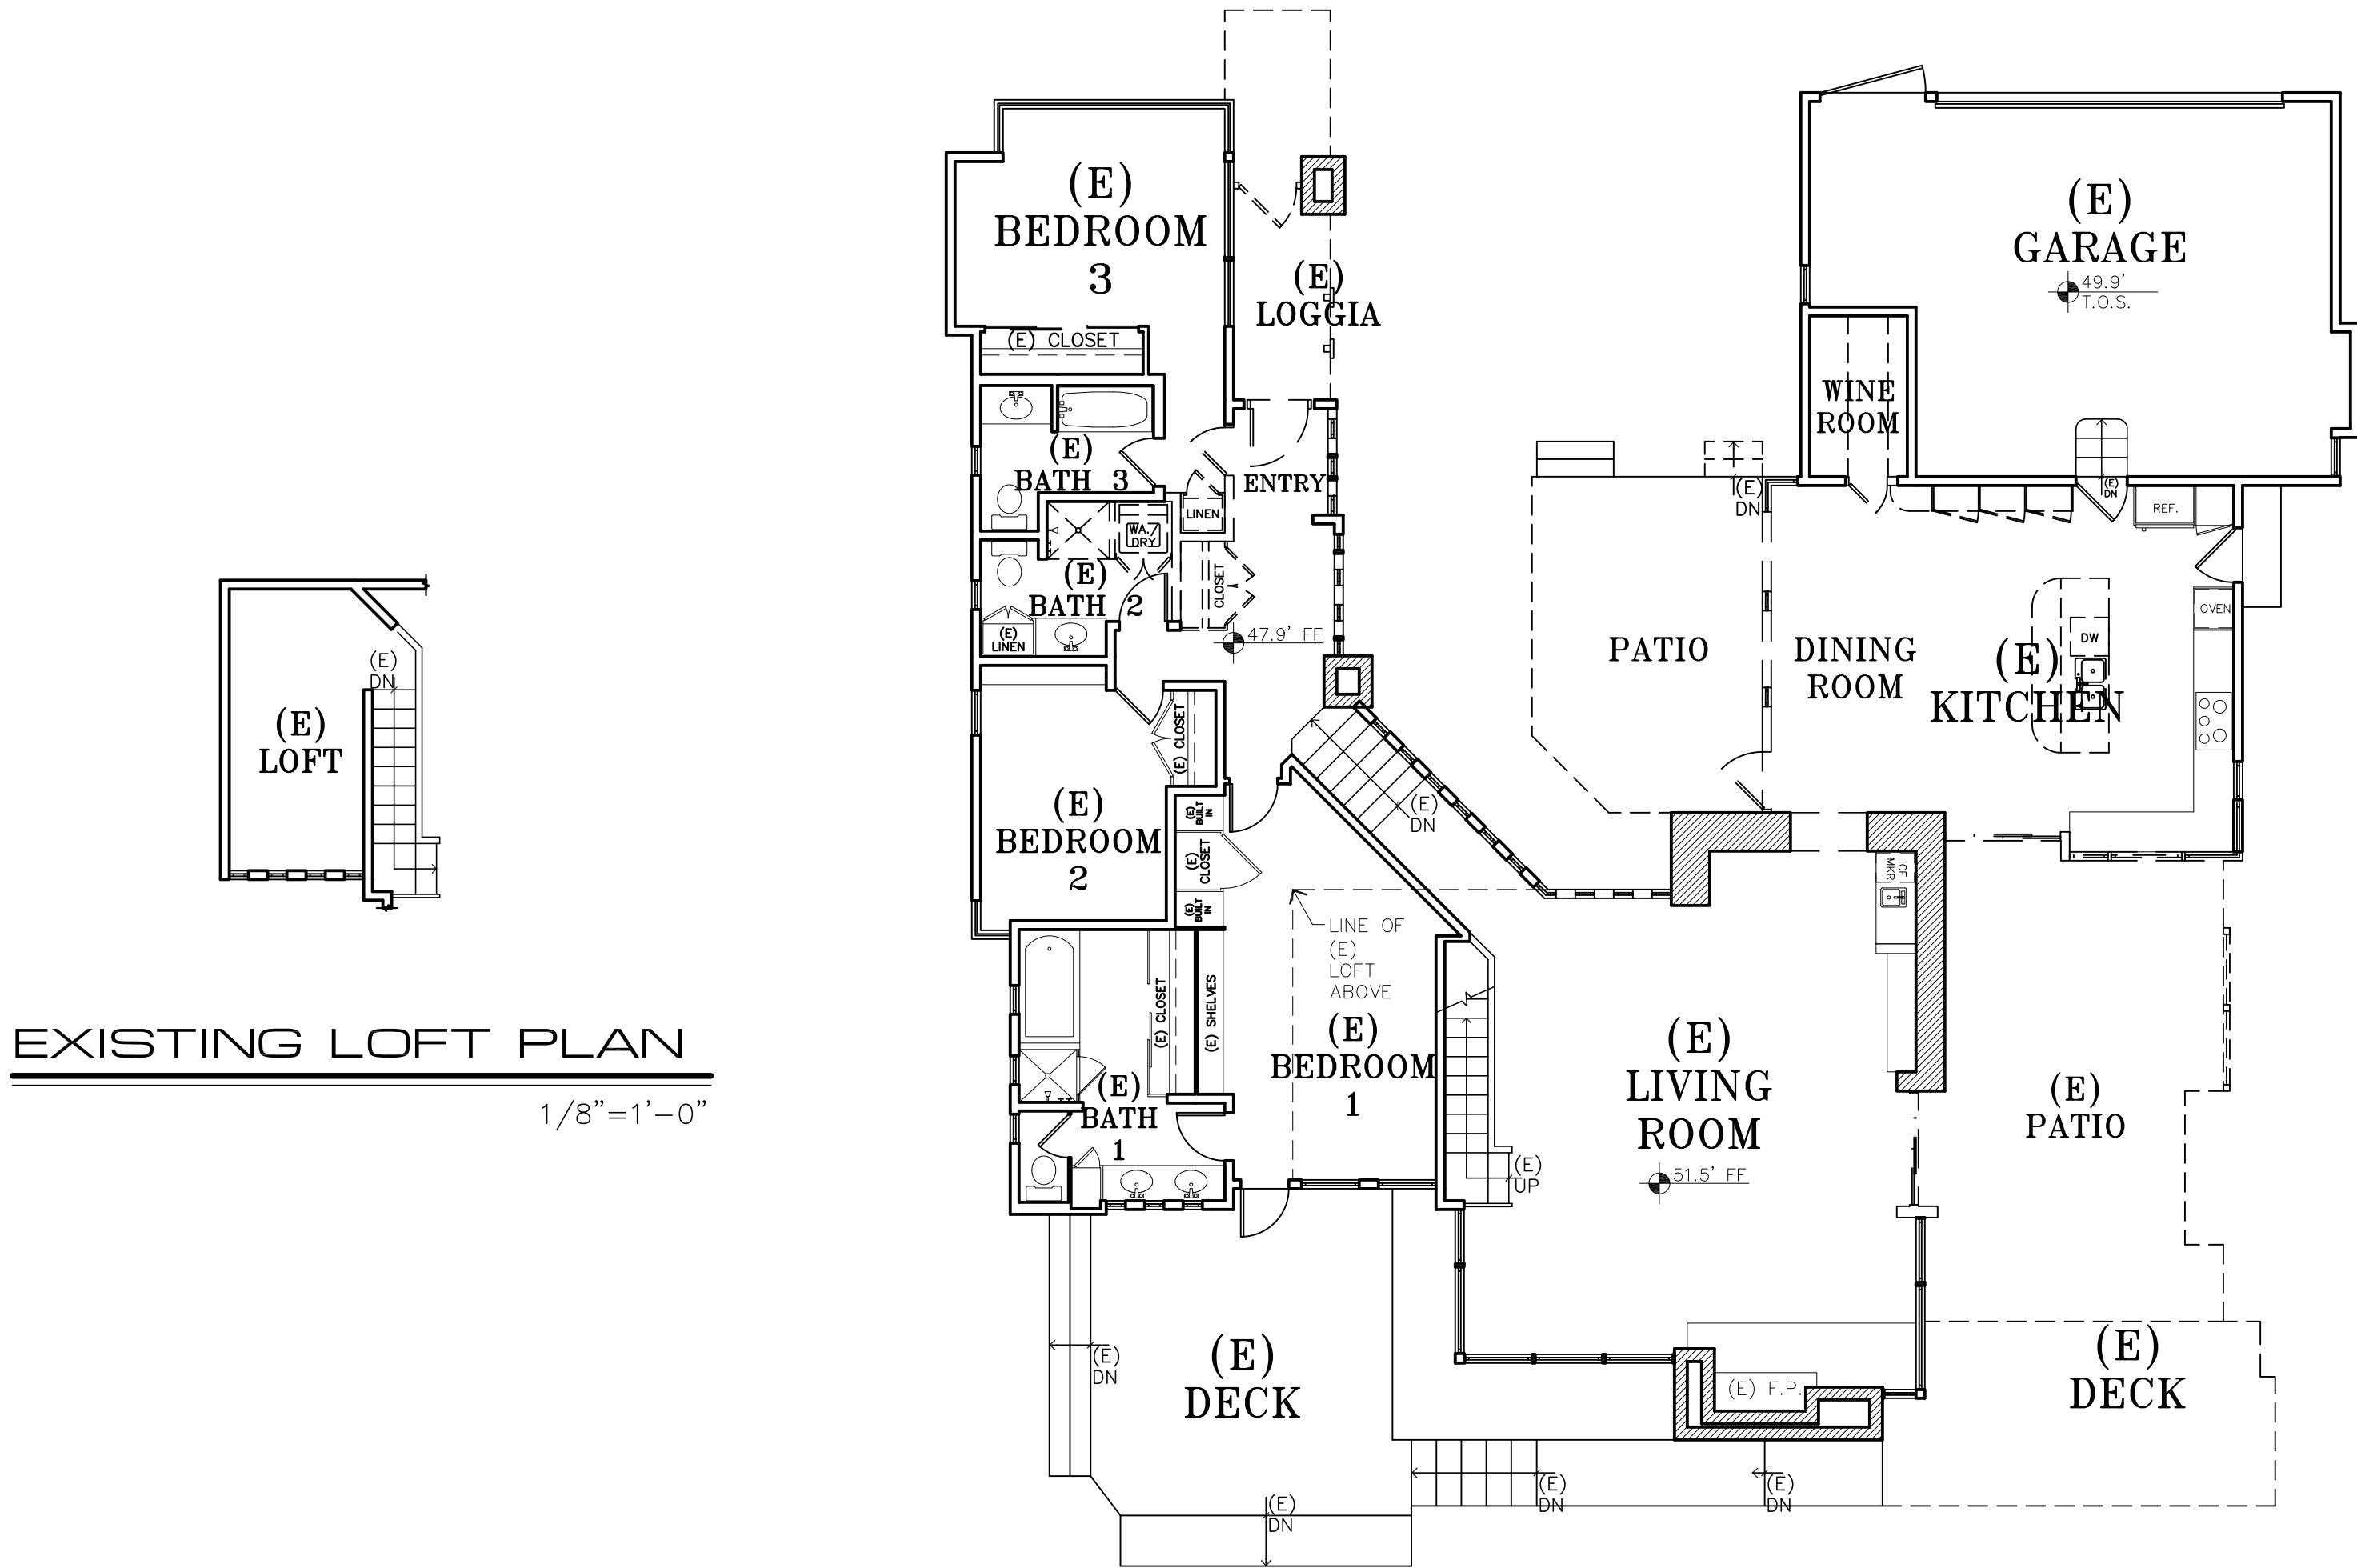 (E)
BEDROOM
3
(E)
GARAGE
49.9'
T.O.S.
(E)
LOGGIA
(E) CLOSET
WINE
ROOM
(E)
BATH 3
ENTRY
LINEN
(E)
DN
(E)
DN
REF.
WA./
DRY
(E)
BATH 2
CLOSET
(E)
LINEN
47.9' FF
PATIO
DINING
ROOM
(E)
KITCHEN
OVEN
DW
(E)
DN
(E)
LOFT
(E) CLOSET
(E)
BEDROOM
2
(E)
BUILT
IN
(E)
CLOSET
(E)
BUILT
IN
(E)
DN
ICE
MKR
LINE OF
(E)
LOFT
ABOVE
(E) CLOSET
(E) SHELVES
(E)
BEDROOM
1
(E)
LIVING
ROOM
51.5' FF
(E)
PATIO
EXISTING LOFT PLAN
1/8"=1'-0"
(E)
BATH
1
(E)
UP
(E)
DN
(E)
DECK
(E) F.P.
(E)
DECK
(E)
DN
(E)
DN
(E)
DN